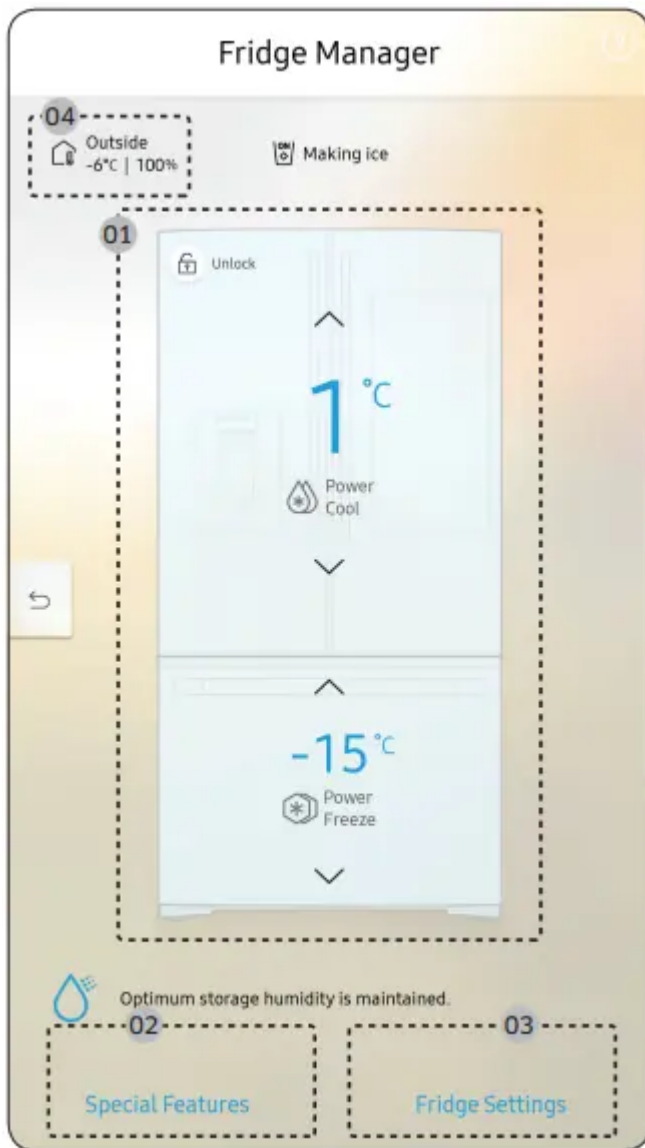 Fridge Manager
04
Outside
-6°C | 100%
ON
Making ice
01
Unlock
1 °C
Power
Cool
-15 °C
Power
Freeze
Optimum storage humidity is maintained.
02
03
Special Features
Fridge Settings